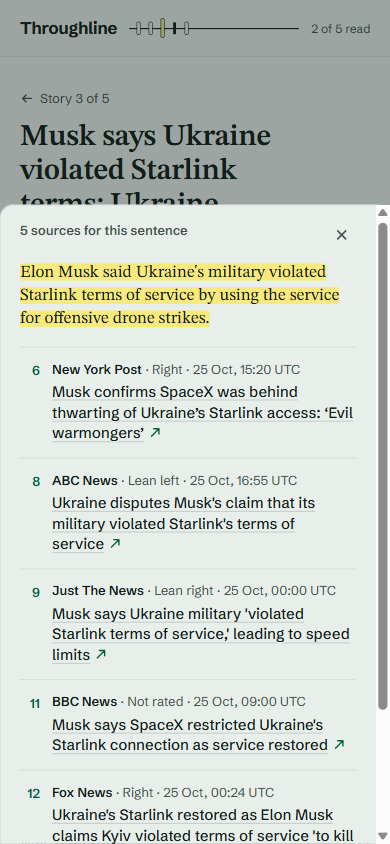 Throughline
2 of 5 read
← Story 3 of 5
Musk says Ukraine
violated Starlink
terms; Ukraine
5 sources for this sentence
Elon Musk said Ukraine's military violated
Starlink terms of service by using the service
for offensive drone strikes.
6 New York Post · Right · 25 Oct, 15:20 UTC
Musk confirms SpaceX was behind
thwarting of Ukraine’s Starlink access: ‘Evil
warmongers’ ↗
8 ABC News · Lean left · 25 Oct, 16:55 UTC
Ukraine disputes Musk's claim that its
military violated Starlink's terms of
service ↗
9 Just The News · Lean right · 25 Oct, 00:00 UTC
Musk says Ukraine military 'violated
Starlink terms of service,' leading to speed
limits ↗
11 BBC News · Not rated · 25 Oct, 09:00 UTC
Musk says SpaceX restricted Ukraine's
Starlink connection as service restored ↗
12 Fox News · Right · 25 Oct, 00:24 UTC
Ukraine's Starlink restored as Elon Musk
claims Kyiv violated terms of service 'to kill